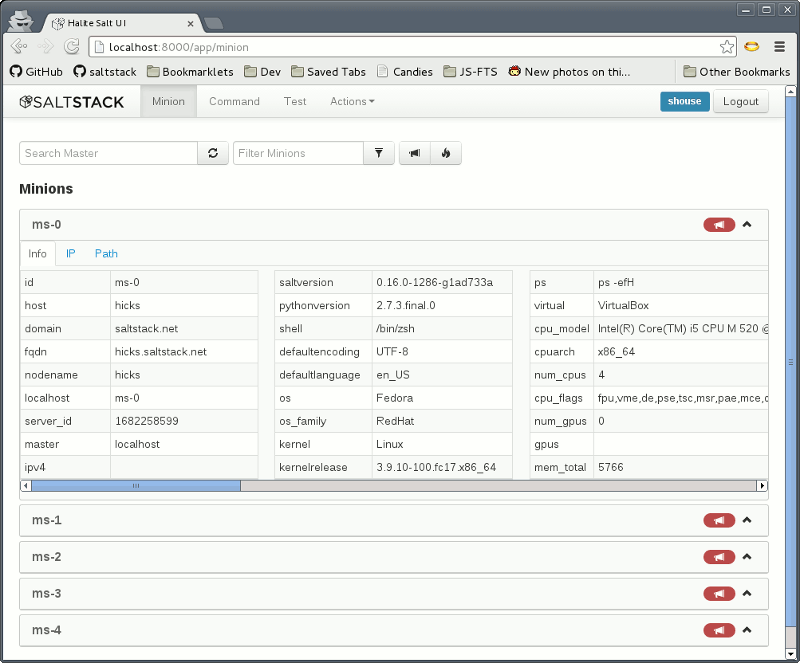 Halite Salt UI
localhost:8000/app/minion
GitHub saltstack Bookmarklets Dev Saved Tabs Candies JS-FTS New photos on thi... Other Bookmarks
SALTSTACK Minion Command Test Actions shouse Logout
Search Master Filter Minions
Minions
ms-0
Info IP Path
id ms-0 saltversion 0.16.0-1286-g1ad733a ps ps -efH
host hicks pythonversion 2.7.3.final.0 virtual VirtualBox
domain saltstack.net shell /bin/zsh cpu_model Intel(R) Core(TM) i5 CPU M 520 @
fqdn hicks.saltstack.net defaultencoding UTF-8 cpuarch x86_64
nodename hicks defaultlanguage en_US num_cpus 4
localhost ms-0 os Fedora cpu_flags fpu,vme,de,pse,tsc,msr,pae,mce,c
server_id 1682258599 os_family RedHat num_gpus 0
master localhost kernel Linux gpus
ipv4 kernelrelease 3.9.10-100.fc17.x86_64 mem_total 5766
ms-1
ms-2
ms-3
ms-4